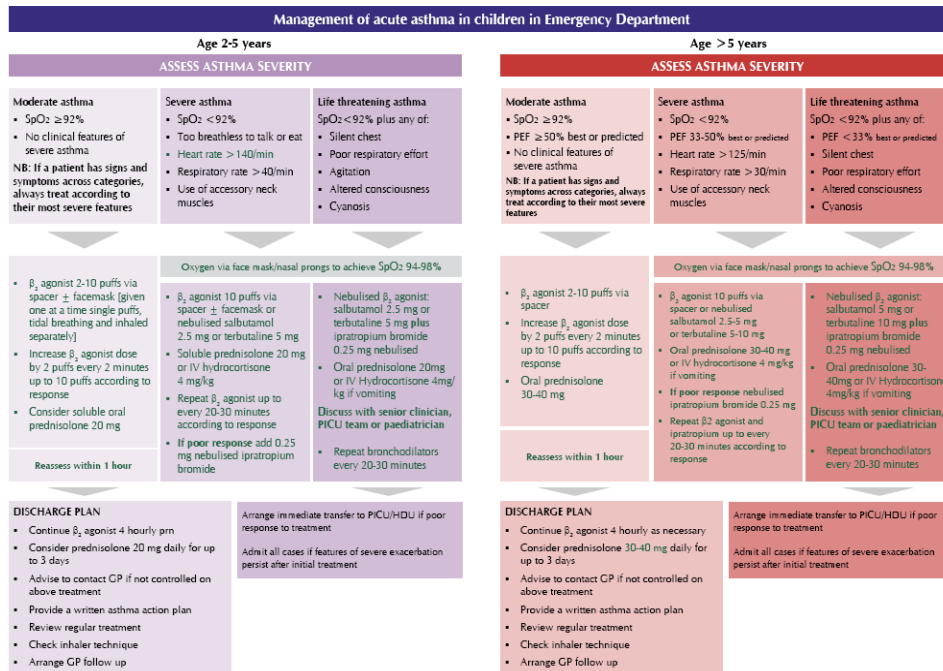 Management of acute asthma in children in Emergency Department
Age 2-5 years
ASSESS ASTHMA SEVERITY
Moderate asthma
▪ SpO2 ≥92%
▪ No clinical features of
severe asthma
NB: If a patient has signs and
symptoms across categories,
always treat according to
their most severe features
Severe asthma
▪ SpO2 <92%
▪ Too breathless to talk or eat
▪ Heart rate >140/min
▪ Respiratory rate >40/min
▪ Use of accessory neck
muscles
Life threatening asthma
SpO2 <92% plus any of:
▪ Silent chest
▪ Poor respiratory effort
▪ Agitation
▪ Altered consciousness
▪ Cyanosis
Oxygen via face mask/nasal prongs to achieve SpO2 94-98%
▪ β2 agonist 2-10 puffs via
spacer ± facemask [given
one at a time single puffs,
tidal breathing and inhaled
separately]
▪ Increase β2 agonist dose
by 2 puffs every 2 minutes
up to 10 puffs according to
response
▪ Consider soluble oral
prednisolone 20 mg
Reassess within 1 hour
▪ β2 agonist 10 puffs via
spacer ± facemask or
nebulised salbutamol
2.5 mg or terbutaline 5 mg
▪ Soluble prednisolone 20 mg
or IV hydrocortisone
4 mg/kg
▪ Repeat β2 agonist up to
every 20-30 minutes
according to response
▪ If poor response add 0.25
mg nebulised ipratropium
bromide
▪ Nebulised β2 agonist:
salbutamol 2.5 mg or
terbutaline 5 mg plus
ipratropium bromide
0.25 mg nebulised
▪ Oral prednisolone 20mg
or IV Hydrocortisone 4mg/
kg if vomiting
Discuss with senior clinician,
PICU team or paediatrician
▪ Repeat bronchodilators
every 20-30 minutes
DISCHARGE PLAN
▪ Continue β2 agonist 4 hourly prn
▪ Consider prednisolone 20 mg daily for up
to 3 days
▪ Advise to contact GP if not controlled on
above treatment
▪ Provide a written asthma action plan
▪ Review regular treatment
▪ Check inhaler technique
▪ Arrange GP follow up
Arrange immediate transfer to PICU/HDU if poor
response to treatment
Admit all cases if features of severe exacerbation
persist after initial treatment
Age >5 years
ASSESS ASTHMA SEVERITY
Moderate asthma
▪ SpO2 ≥92%
▪ PEF ≥50% best or predicted
▪ No clinical features of
severe asthma
NB: If a patient has signs and
symptoms across categories, always
treat according to their most severe
features
Severe asthma
▪ SpO2 <92%
▪ PEF 33-50% best or predicted
▪ Heart rate >125/min
▪ Respiratory rate >30/min
▪ Use of accessory neck
muscles
Life threatening asthma
SpO2 <92% plus any of:
▪ PEF <33% best or predicted
▪ Silent chest
▪ Poor respiratory effort
▪ Altered consciousness
▪ Cyanosis
Oxygen via face mask/nasal prongs to achieve SpO2 94-98%
▪ β2 agonist 2-10 puffs via
spacer
▪ Increase β2 agonist dose
by 2 puffs every 2 minutes
up to 10 puffs according to
response
▪ Oral prednisolone
30-40 mg
Reassess within 1 hour
▪ β2 agonist 10 puffs via
spacer or nebulised
salbutamol 2.5-5 mg or
terbutaline 5-10 mg
▪ Oral prednisolone 30-40 mg
or IV hydrocortisone 4 mg/kg
if vomiting
▪ If poor response nebulised
ipratropium bromide 0.25 mg
▪ Repeat β2 agonist and
ipratropium up to every
20-30 minutes according to
response
▪ Nebulised β2 agonist:
salbutamol 5 mg or
terbutaline 10 mg plus
ipratropium bromide
0.25 mg nebulised
▪ Oral prednisolone 30-
40mg or IV Hydrocortisone
4mg/kg if vomiting
Discuss with senior clinician,
PICU team or paediatrician
▪ Repeat bronchodilators
every 20-30 minutes
DISCHARGE PLAN
▪ Continue β2 agonist 4 hourly as necessary
▪ Consider prednisolone 30-40 mg daily for
up to 3 days
▪ Advise to contact GP if not controlled on
above treatment
▪ Provide a written asthma action plan
▪ Review regular treatment
▪ Check inhaler technique
▪ Arrange GP follow up
Arrange immediate transfer to PICU/HDU if poor
response to treatment
Admit all cases if features of severe exacerbation
persist after initial treatment